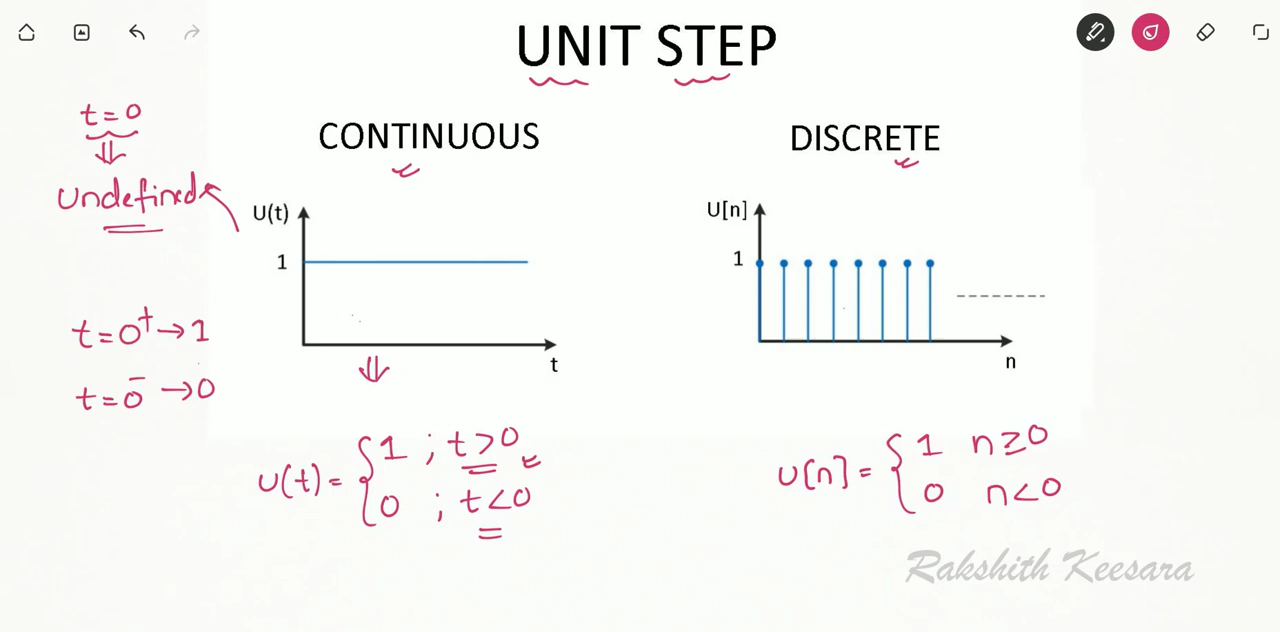 UNIT STEP
t=0
⇓
undefined
CONTINUOUS
DISCRETE
U(t)
1
t
U[n]
1
n
t=0⁺→1
t=0⁻→0
⇓
U(t)= { 1 ; t>0
0 ; t<0
U[n]= { 1 n≥0
0 n<0
Rakshith Keesara